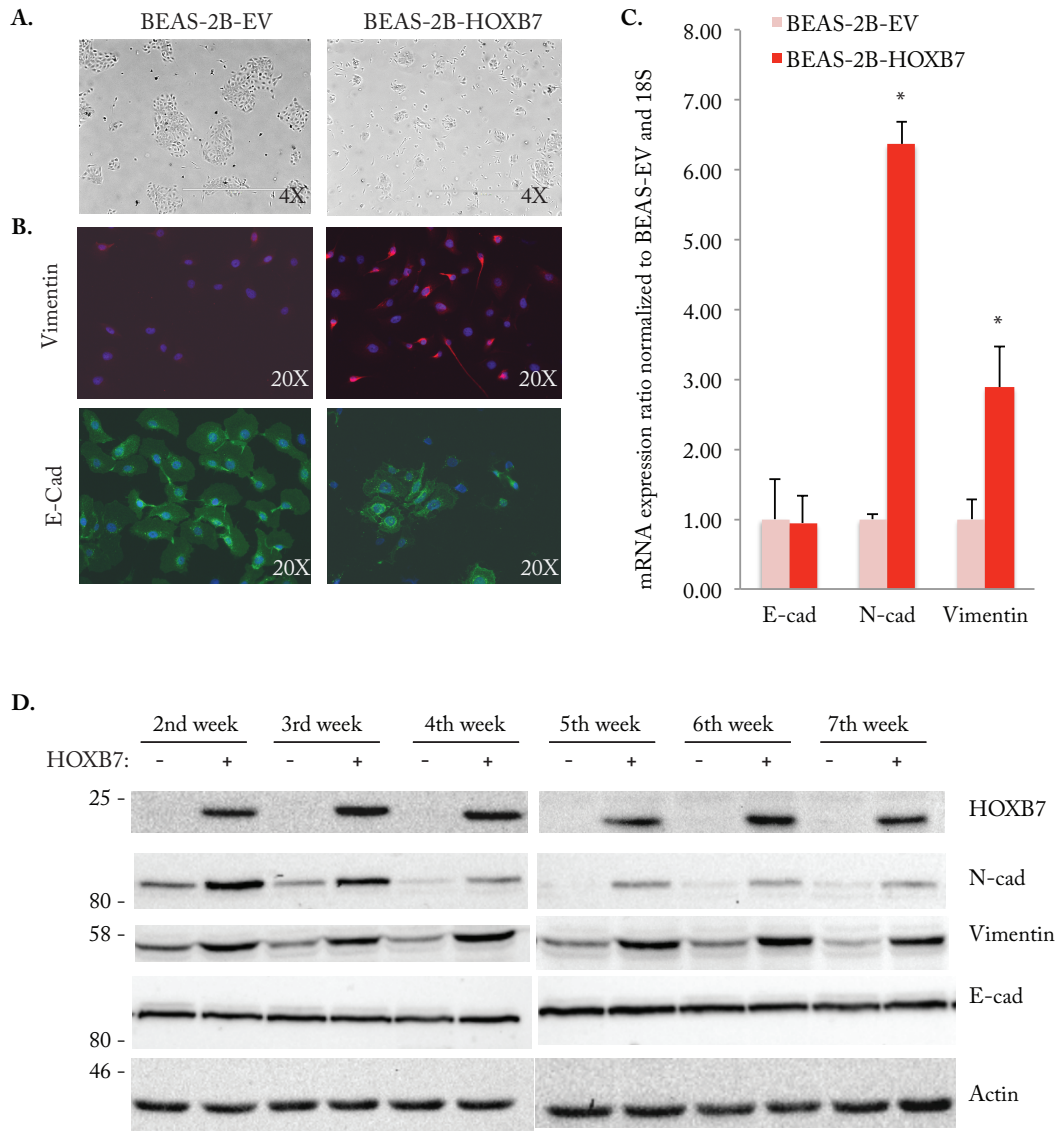 A.
BEAS-2B-EV
BEAS-2B-HOXB7
4X
4X
B.
Vimentin
20X
20X
E-Cad
20X
20X
C.
BEAS-2B-EV
BEAS-2B-HOXB7
mRNA expression ratio normalized to BEAS-EV and 18S
8.00
7.00
6.00
5.00
4.00
3.00
2.00
1.00
0.00
*
*
E-cad
N-cad
Vimentin
D.
2nd week 3rd week 4th week 5th week 6th week 7th week
HOXB7: - + - + - + - + - + - +
25 -
HOXB7
N-cad
80 -
58 -
Vimentin
E-cad
80 -
46 -
Actin